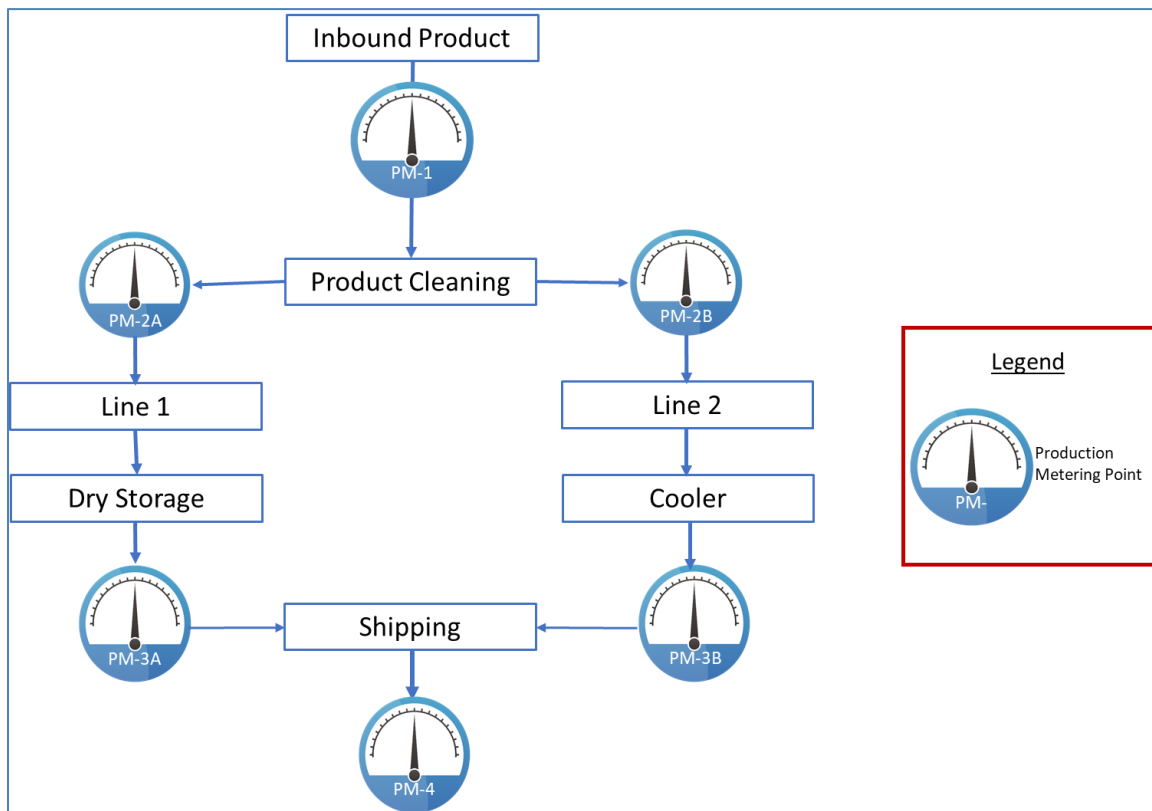 Inbound Product
PM-1
Product Cleaning
PM-2A
PM-2B
Line 1
Line 2
Dry Storage
Cooler
PM-3A
Shipping
PM-3B
PM-4
Legend
Production
Metering Point
PM-